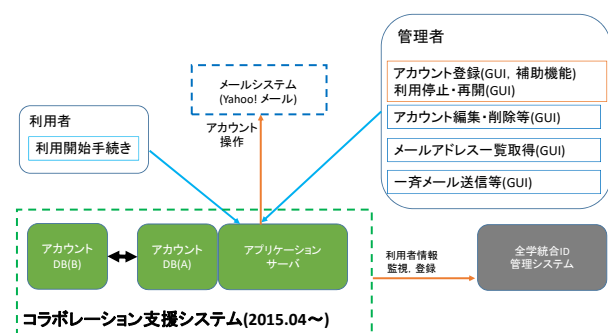 管理者
アカウント登録(GUI, 補助機能)
利用停止・再開(GUI)
アカウント編集・削除等(GUI)
メールアドレス一覧取得(GUI)
一斉メール送信等(GUI)
メールシステム
(Yahoo! メール)
アカウント
操作
利用者
利用開始手続き
アカウント
DB(B)
アカウント
DB(A)
アプリケーション
サーバ
利用者情報
監視, 登録
全学統合ID
管理システム
コラボレーション支援システム(2015.04～)